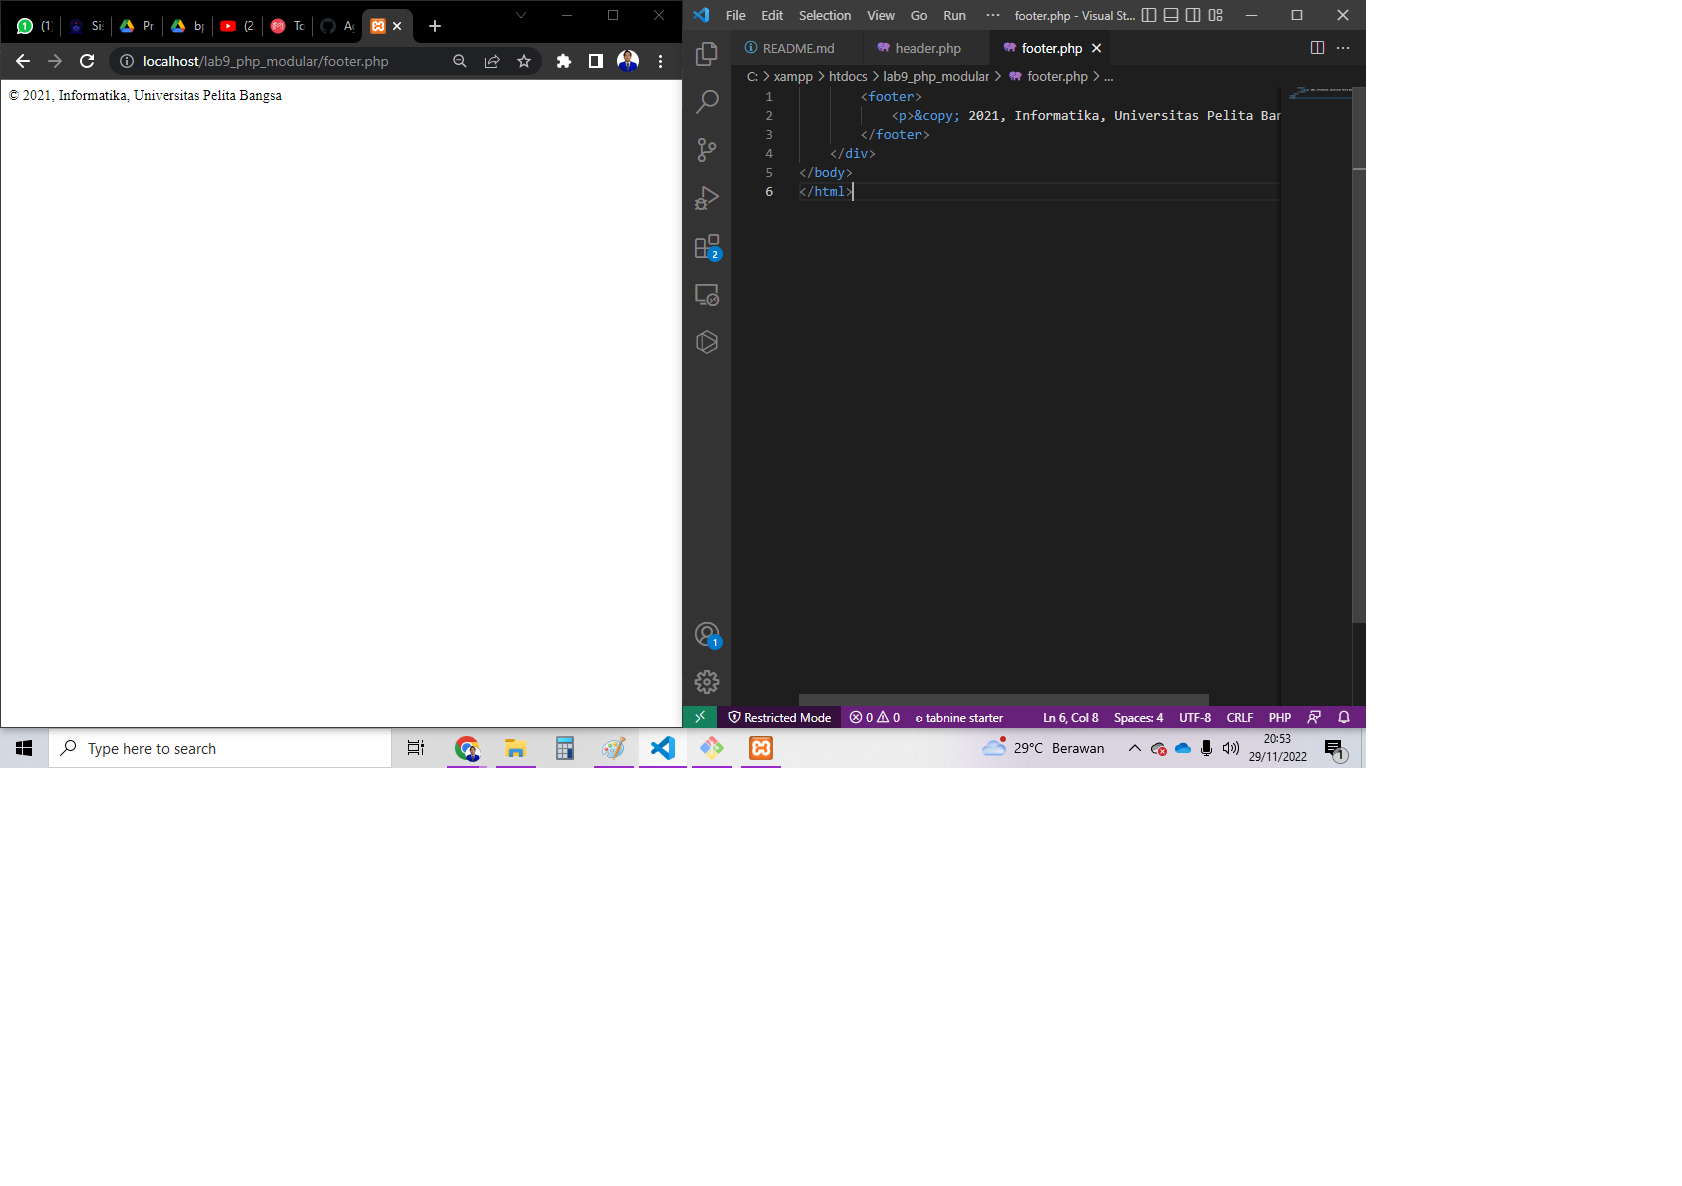 (1
Si
Pr
bp
(2
Tc
localhost/lab9_php_modular/footer.php
© 2021, Informatika, Universitas Pelita Bangsa
File Edit Selection View Go Run ··· footer.php - Visual St...
README.md header.php footer.php
C: > xampp > htdocs > lab9_php_modular > footer.php > ...
1 <footer>
2 <p>&copy; 2021, Informatika, Universitas Pelita Ban
3 </footer>
4 </div>
5 </body>
6 </html>
2
1
Restricted Mode 0 0 tabnine starter Ln 6, Col 8 Spaces: 4 UTF-8 CRLF PHP
Type here to search
29°C Berawan
20:53
29/11/2022
1